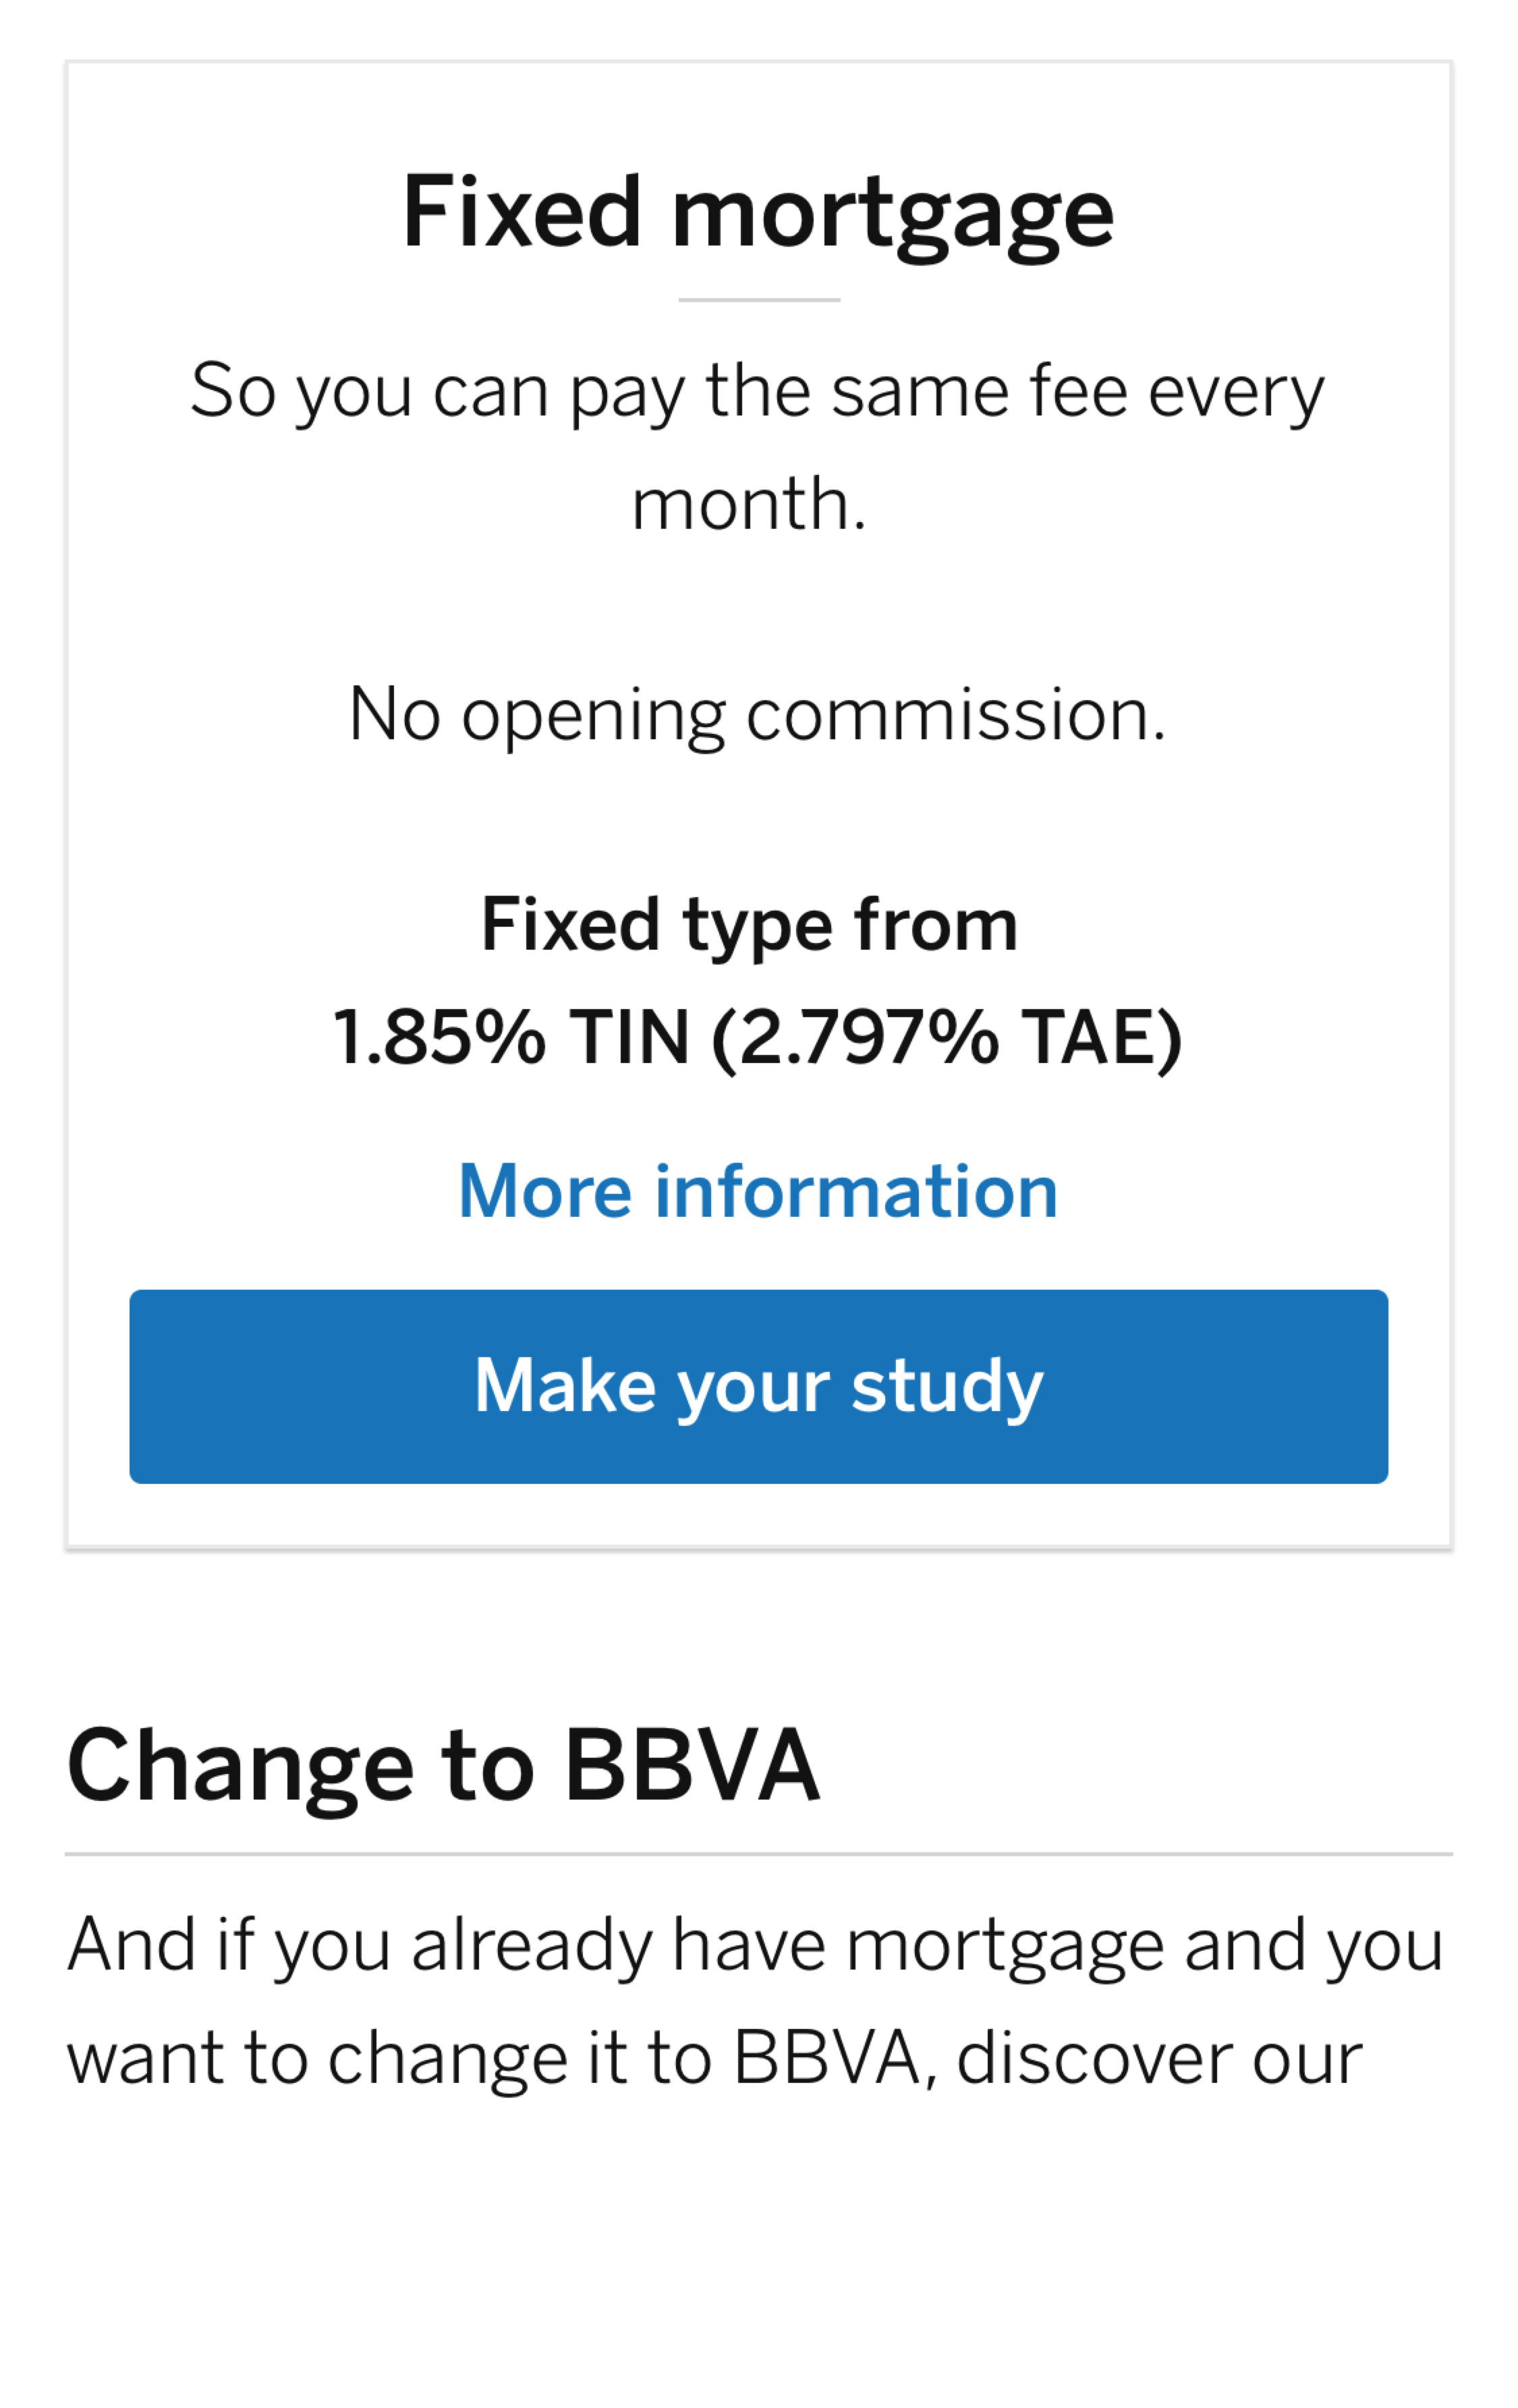 Fixed mortgage
So you can pay the same fee every
month.
No opening commission.
Fixed type from
1.85% TIN (2.797% TAE)
More information
Make your study
Change to BBVA
And if you already have mortgage and you
want to change it to BBVA, discover our